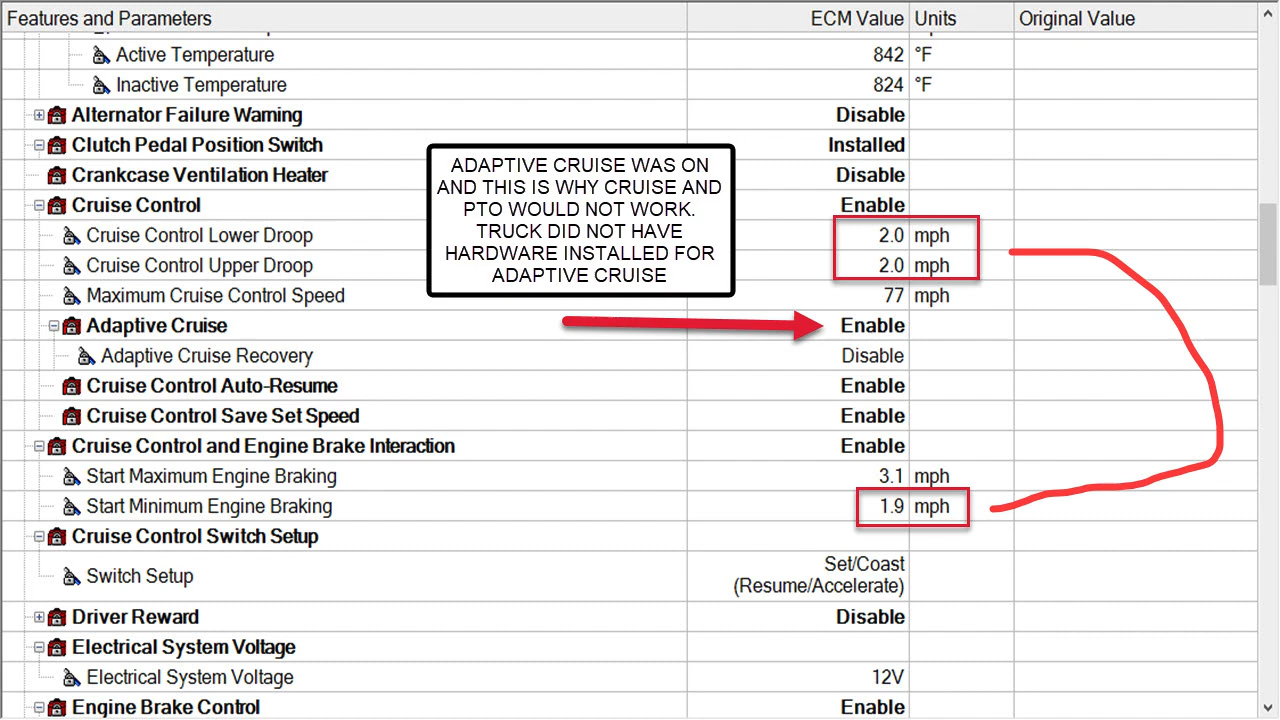 Features and Parameters ECM Value Units Original Value
Active Temperature 842 °F
Inactive Temperature 824 °F
Alternator Failure Warning Disable
Clutch Pedal Position Switch Installed
Crankcase Ventilation Heater Disable
Cruise Control Enable
Cruise Control Lower Droop 2.0 mph
Cruise Control Upper Droop 2.0 mph
Maximum Cruise Control Speed 77 mph
Adaptive Cruise Enable
Adaptive Cruise Recovery Disable
Cruise Control Auto-Resume Enable
Cruise Control Save Set Speed Enable
Cruise Control and Engine Brake Interaction Enable
Start Maximum Engine Braking 3.1 mph
Start Minimum Engine Braking 1.9 mph
Cruise Control Switch Setup
Switch Setup Set/Coast
(Resume/Accelerate)
Driver Reward Disable
Electrical System Voltage
Electrical System Voltage 12V
Engine Brake Control Enable
ADAPTIVE CRUISE WAS ON
AND THIS IS WHY CRUISE AND
PTO WOULD NOT WORK.
TRUCK DID NOT HAVE
HARDWARE INSTALLED FOR
ADAPTIVE CRUISE